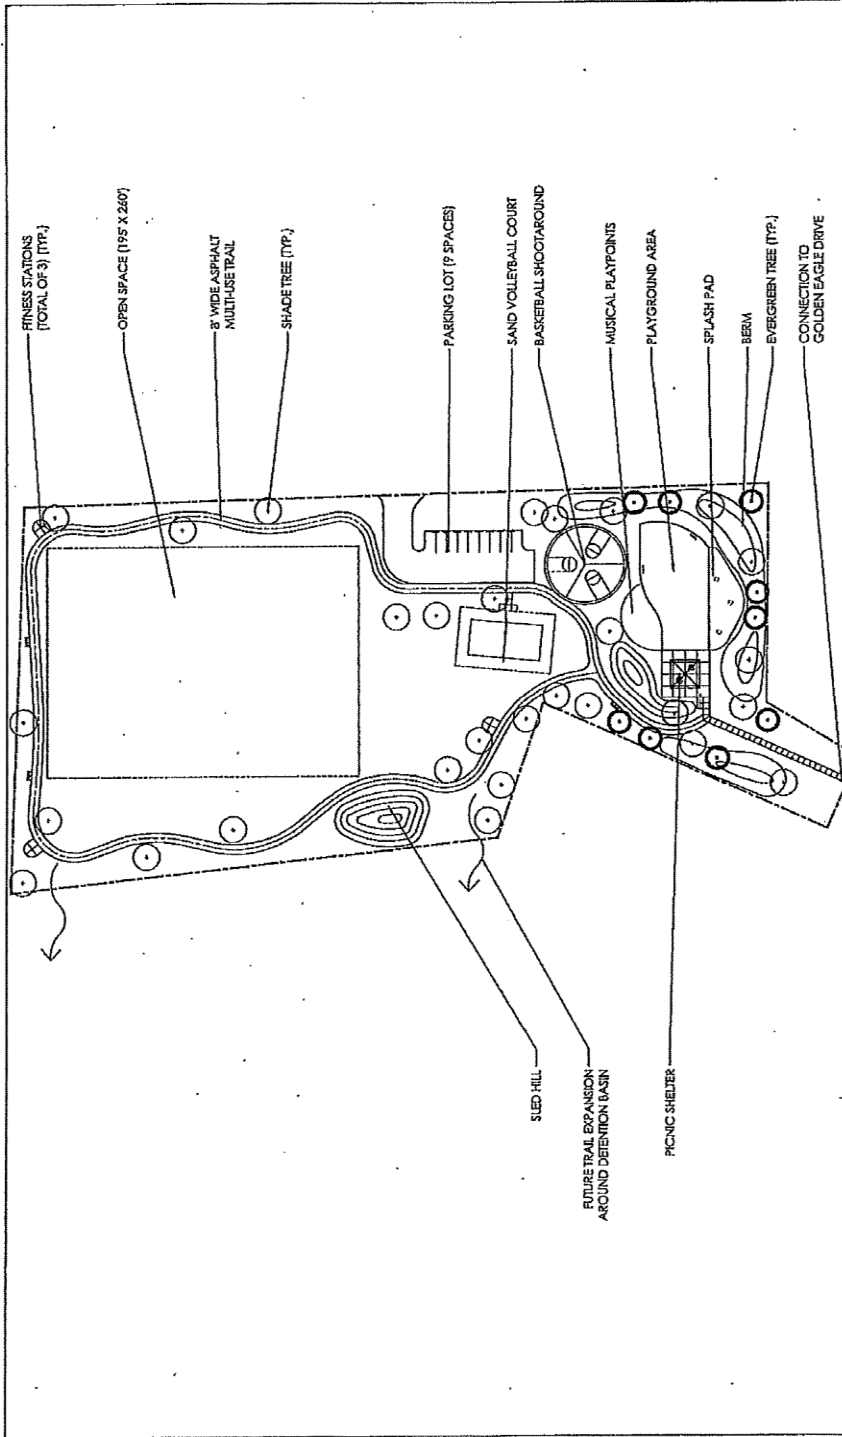 FITNESS STATIONS
(TOTAL OF 3) (TYP.)
OPEN SPACE (195' X 260')
8' WIDE ASPHALT
MULTI-USE TRAIL
SHADE TREE (TYP.)
PARKING LOT (9 SPACES)
SAND VOLLEYBALL COURT
BASKETBALL SHOOTAROUND
MUSICAL PLAYPOINTS
PLAYGROUND AREA
SPLASH PAD
BERM
EVERGREEN TREE (TYP.)
CONNECTION TO
GOLDEN EAGLE DRIVE
SLED HILL
FUTURE TRAIL EXPANSION
AROUND DETENTION BASIN
PICNIC SHELTER